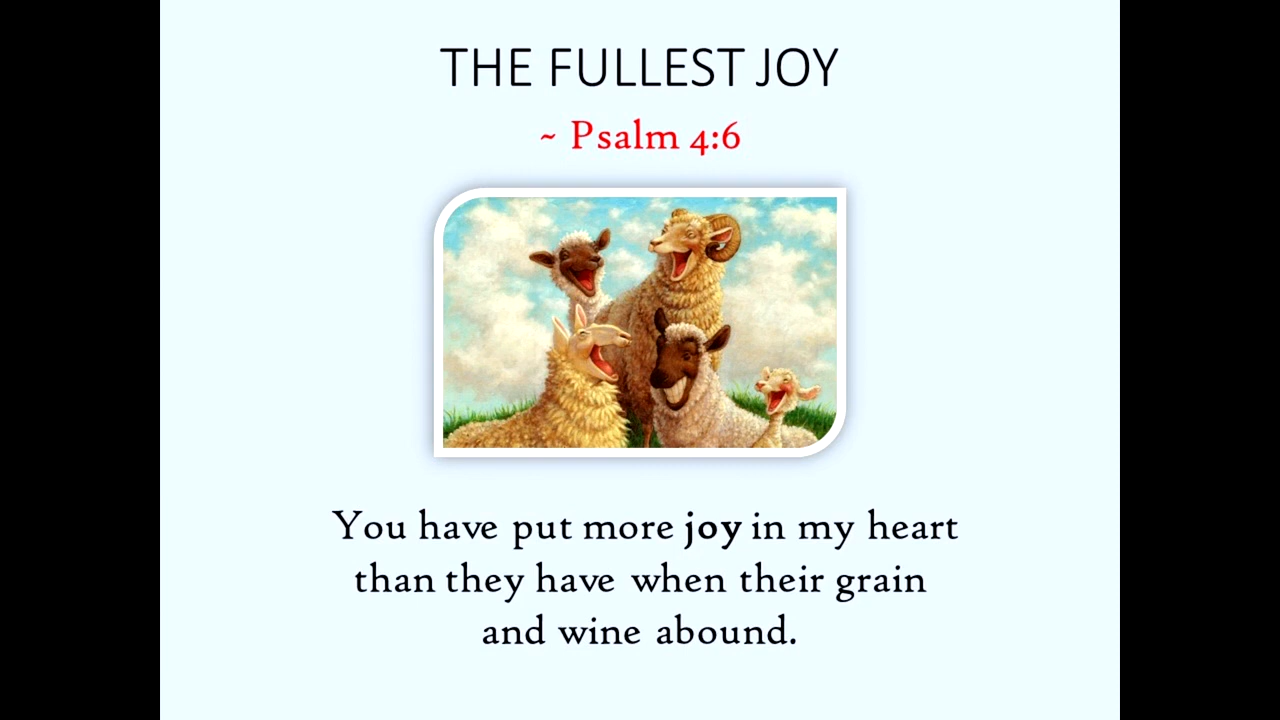 THE FULLEST JOY
~ Psalm 4:6
You have put more joy in my heart
than they have when their grain
and wine abound.